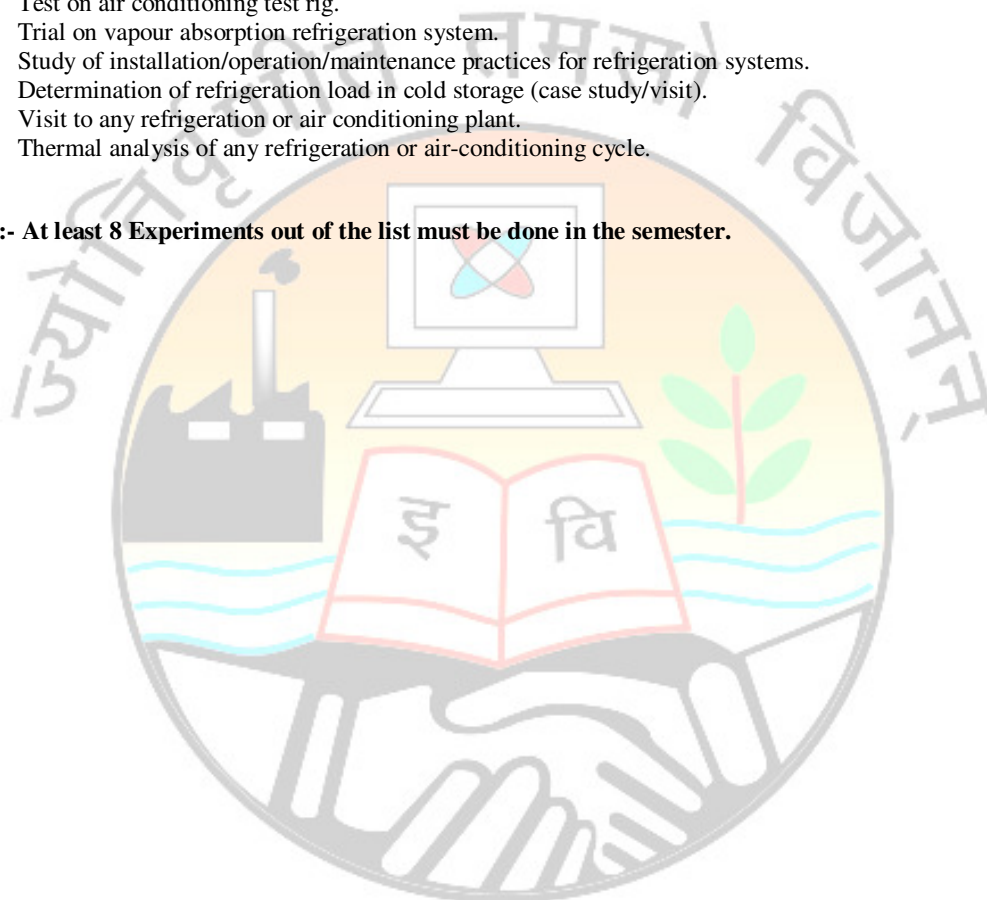 Test on air conditioning test rig.
Trial on vapour absorption refrigeration system.
Study of installation/operation/maintenance practices for refrigeration systems.
Determination of refrigeration load in cold storage (case study/visit).
Visit to any refrigeration or air conditioning plant.
Thermal analysis of any refrigeration or air-conditioning cycle.
:- At least 8 Experiments out of the list must be done in the semester.
ज्योतिवृणीत तमसो विजानन्
इ वि